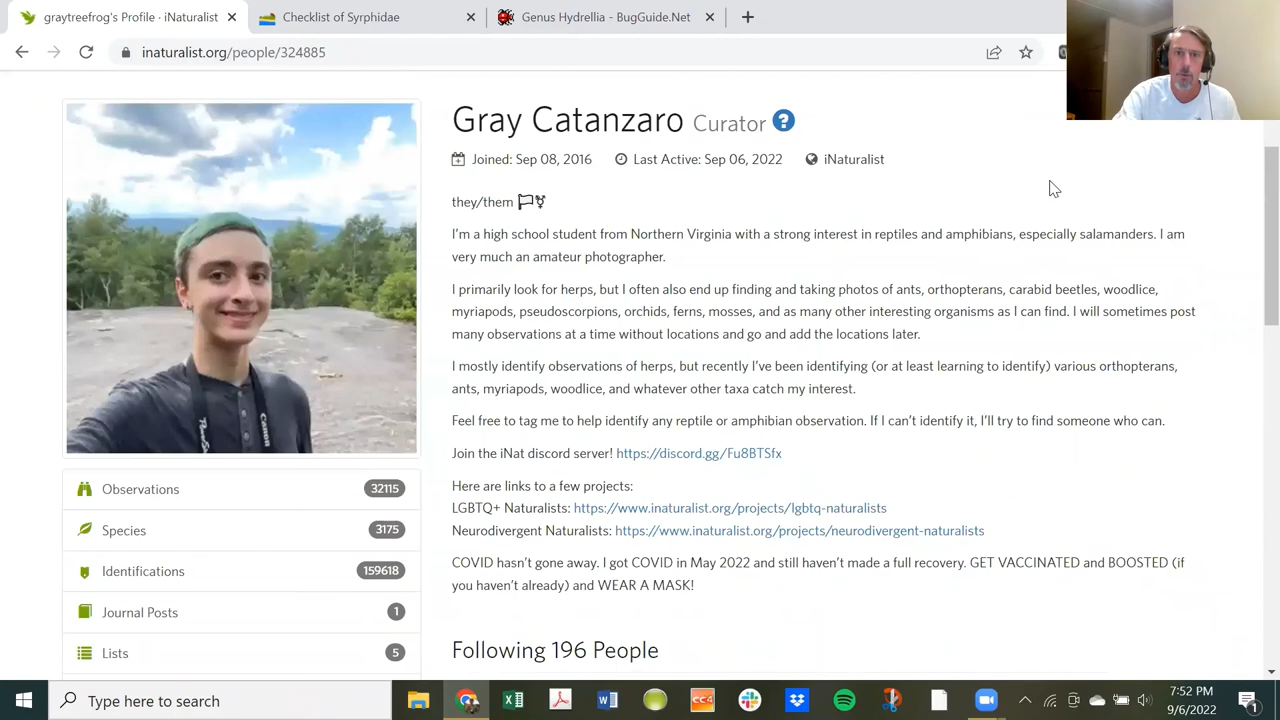 graytreefrog's Profile · iNaturalist
Checklist of Syrphidae
Genus Hydrellia - BugGuide.Net
inaturalist.org/people/324885
Gray Catanzaro Curator ?
Joined: Sep 08, 2016 Last Active: Sep 06, 2022 iNaturalist
they/them
I'm a high school student from Northern Virginia with a strong interest in reptiles and amphibians, especially salamanders. I am
very much an amateur photographer.
I primarily look for herps, but I often also end up finding and taking photos of ants, orthopterans, carabid beetles, woodlice,
myriapods, pseudoscorpions, orchids, ferns, mosses, and as many other interesting organisms as I can find. I will sometimes post
many observations at a time without locations and go and add the locations later.
I mostly identify observations of herps, but recently I've been identifying (or at least learning to identify) various orthopterans,
ants, myriapods, woodlice, and whatever other taxa catch my interest.
Feel free to tag me to help identify any reptile or amphibian observation. If I can't identify it, I'll try to find someone who can.
Join the iNat discord server! https://discord.gg/Fu8BTSfx
Here are links to a few projects:
LGBTQ+ Naturalists: https://www.inaturalist.org/projects/lgbtq-naturalists
Neurodivergent Naturalists: https://www.inaturalist.org/projects/neurodivergent-naturalists
COVID hasn't gone away. I got COVID in May 2022 and still haven't made a full recovery. GET VACCINATED and BOOSTED (if
you haven't already) and WEAR A MASK!
Following 196 People
Canon
Observations 32115
Species 3175
Identifications 159618
Journal Posts 1
Lists 5
Type here to search
CC4
7:52 PM
9/6/2022
1